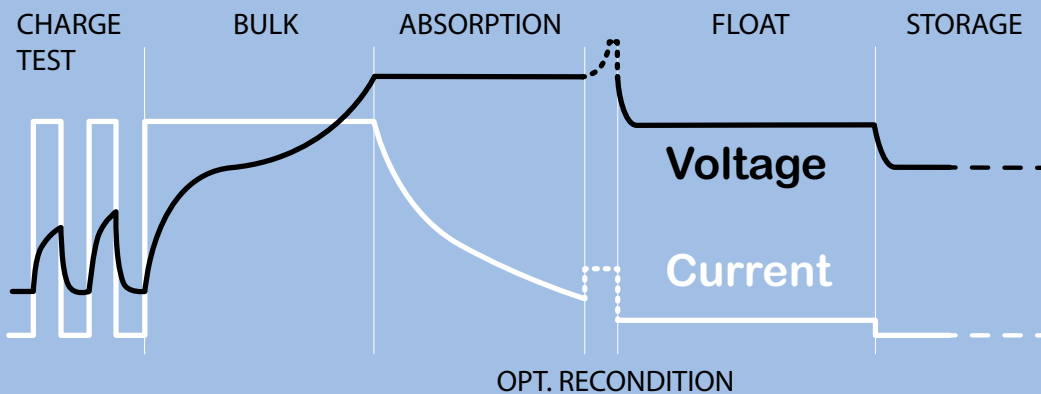 CHARGE
TEST
BULK
ABSORPTION
FLOAT
STORAGE
Voltage
Current
OPT. RECONDITION